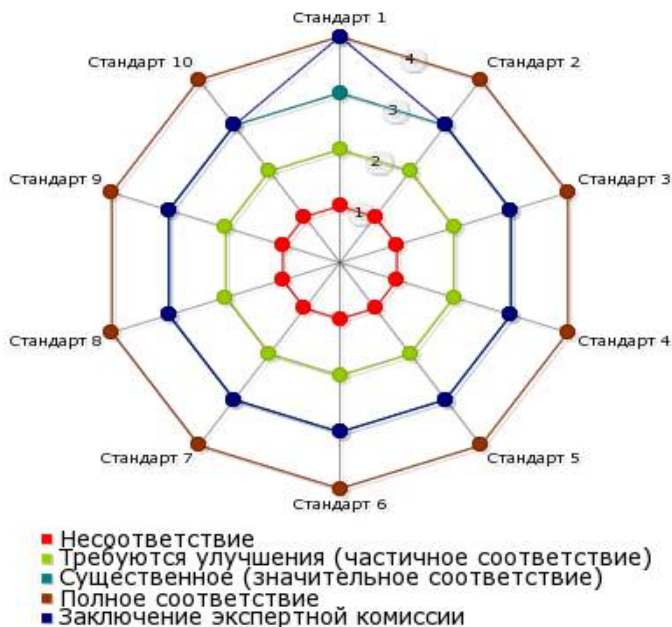 Стандарт 1
Стандарт 10
4
Стандарт 2
3
2
Стандарт 9
Стандарт 3
1
Стандарт 8
Стандарт 4
Стандарт 7
Стандарт 5
Стандарт 6
Несоответствие
Требуются улучшения (частичное соответствие)
Существенное (значительное соответствие)
Полное соответствие
Заключение экспертной комиссии